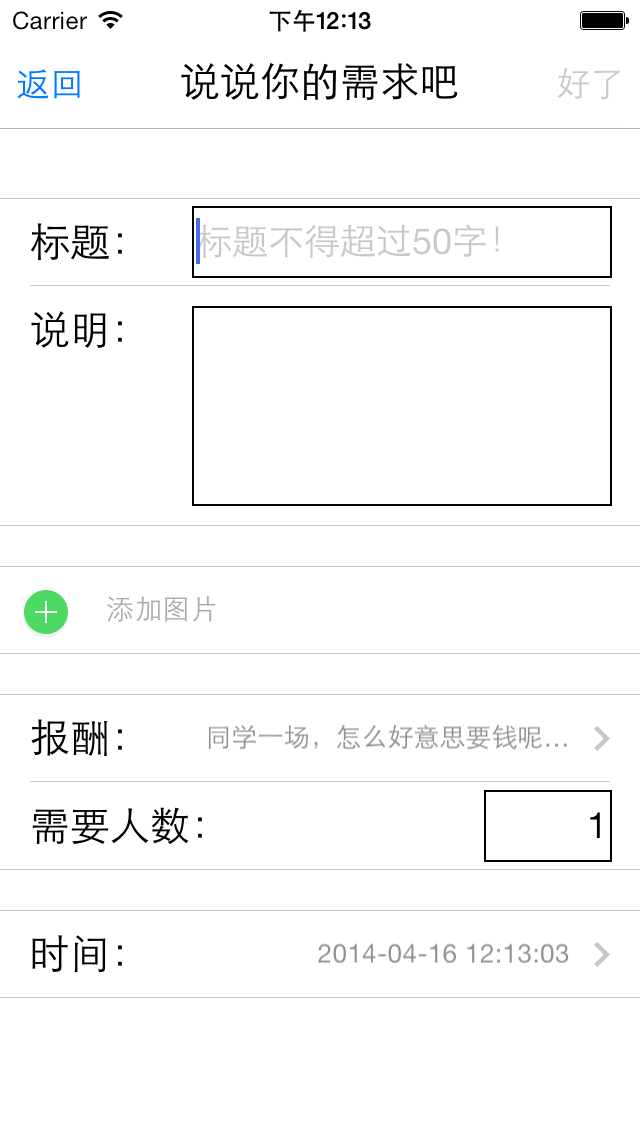 Carrier 下午12:13
返回 说说你的需求吧 好了
标题： 标题不得超过50字！
说明：
添加图片
报酬： 同学一场，怎么好意思要钱呢...
需要人数： 1
时间： 2014-04-16 12:13:03